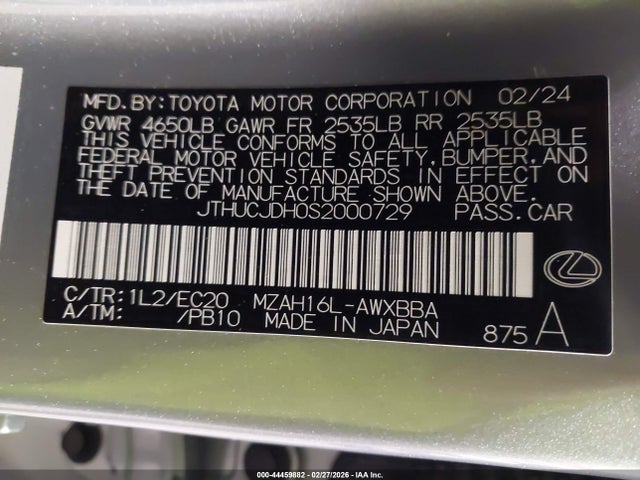 MFD.BY:TOYOTA MOTOR CORPORATION 02/24
GVWR 4650LB GAWR FR 2535LB RR 2535LB
THIS VEHICLE CONFORMS TO ALL APPLICABLE
FEDERAL MOTOR VEHICLE SAFETY,BUMPER,AND
THEFT PREVENTION STANDARDS IN EFFECT ON
THE DATE OF MANUFACTURE SHOWN ABOVE.
JTHUCJDH0S2000729 PASS.CAR
C/TR:1L2/EC20 MZAH16L-AWXBBA
A/TM: /PB10 MADE IN JAPAN 875 A
000-44459882 - 02/27/2026 - IAA Inc.